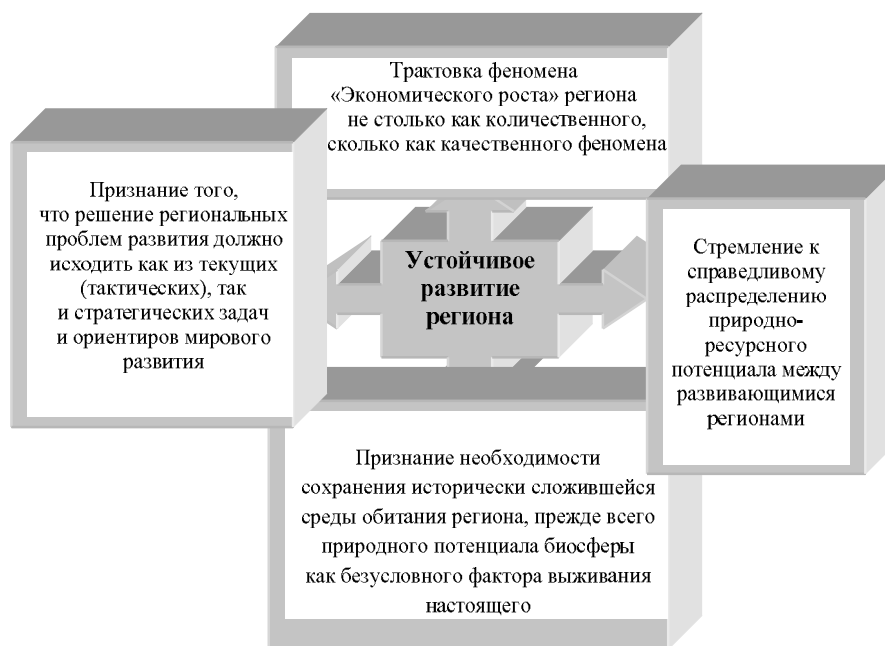 Трактовка феномена
«Экономического роста» региона
не столько как количественного,
сколько как качественного феномена
Признание того,
что решение региональных
проблем развития должно
исходить как из текущих
(тактических), так
и стратегических задач
и ориентиров мирового
развития
Устойчивое
развитие
региона
Стремление к
справедливому
распределению
природно-
ресурсного
потенциала между
развивающимися
регионами
Признание необходимости
сохранения исторически сложившейся
среды обитания региона, прежде всего
природного потенциала биосферы
как безусловного фактора выживания
настоящего